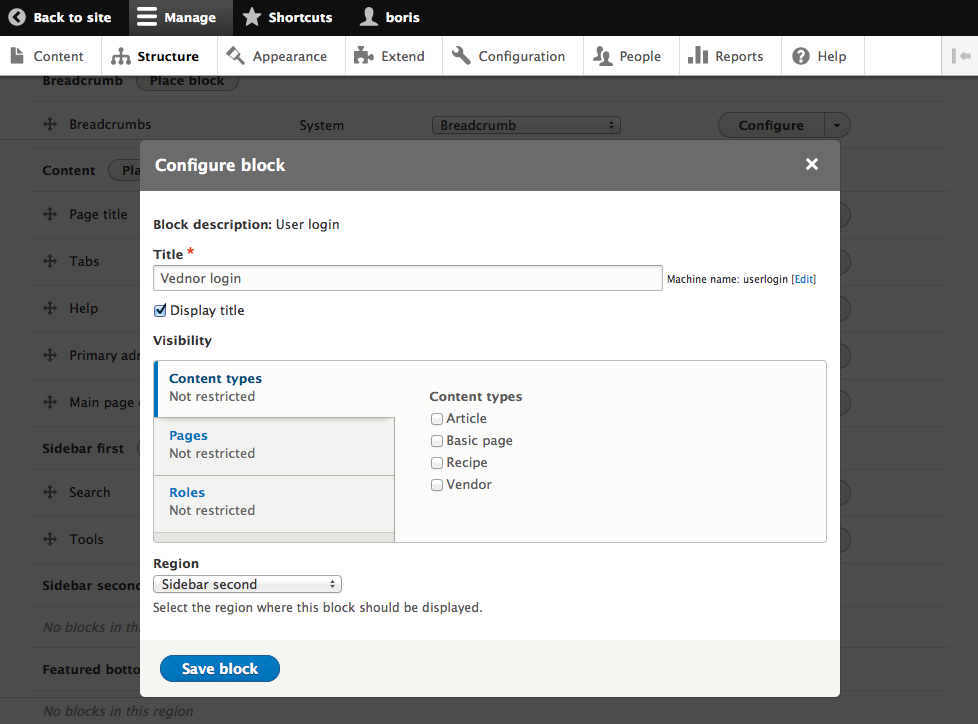 Back to site Manage Shortcuts boris
Content Structure Appearance Extend Configuration People Reports Help
Breadcrumb Place block
Breadcrumbs System Breadcrumb Configure
Content Pla
Configure block
Page title
Tabs
Help
Primary adm
Main page
Sidebar first
Search
Tools
Sidebar second
No blocks in thi
Featured botto
No blocks in this region
Block description: User login
Title *
Vednor login Machine name: userlogin [Edit]
Display title
Visibility
Content types
Not restricted
Pages
Not restricted
Roles
Not restricted
Content types
Article
Basic page
Recipe
Vendor
Region
Sidebar second
Select the region where this block should be displayed.
Save block